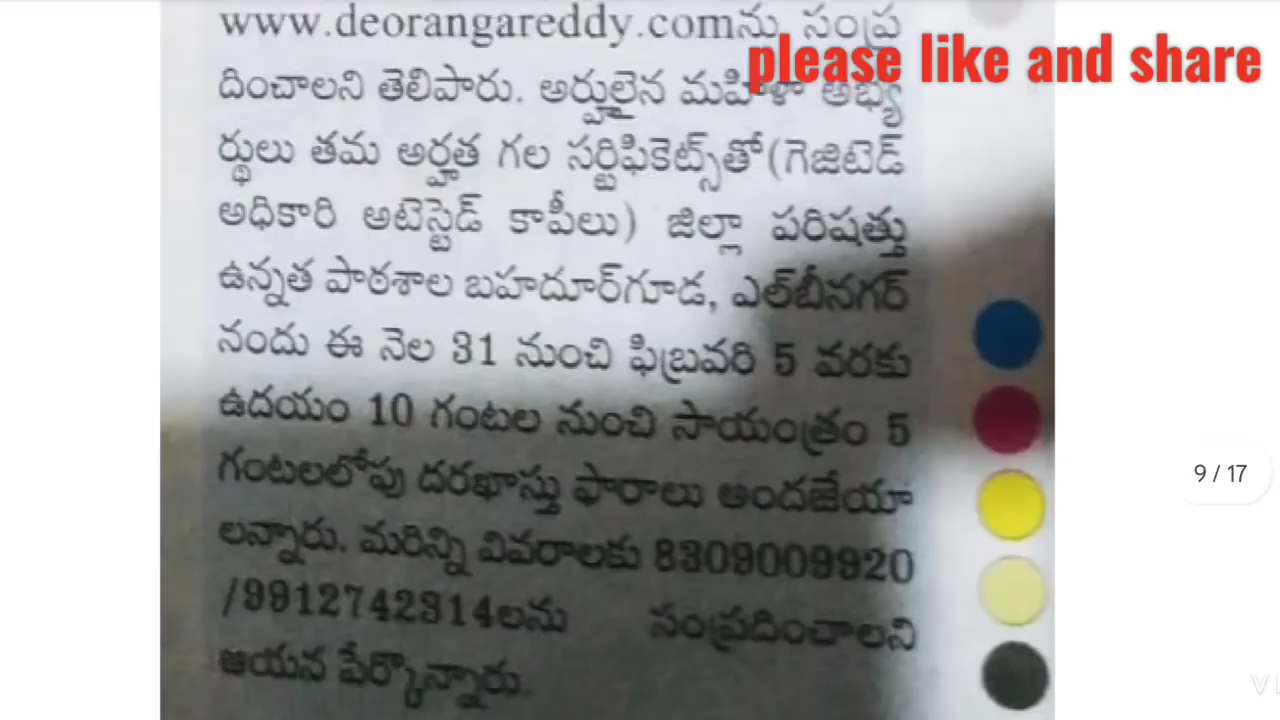 www.deorangareddy.comను సంప్ర
please like and share
దించాలని తెలిపారు. అర్హులైన మహిళా అభ్య
ర్థులు తమ అర్హత గల సర్టిఫికెట్స్‌తో(గెజిటెడ్
అధికారి అటెస్టెడ్ కాపీలు) జిల్లా పరిషత్తు
ఉన్నత పాఠశాల బహదూర్‌గూడ, ఎల్‌బీనగర్
నందు ఈ నెల 31 నుంచి ఫిబ్రవరి 5 వరకు
ఉదయం 10 గంటల నుంచి సాయంత్రం 5
గంటలలోపు దరఖాస్తు ఫారాలు అందజేయా
లన్నారు. మరిన్ని వివరాలకు 8309009920
/9912742314లను సంప్రదించాలని
ఆయన పేర్కొన్నారు.
9 / 17